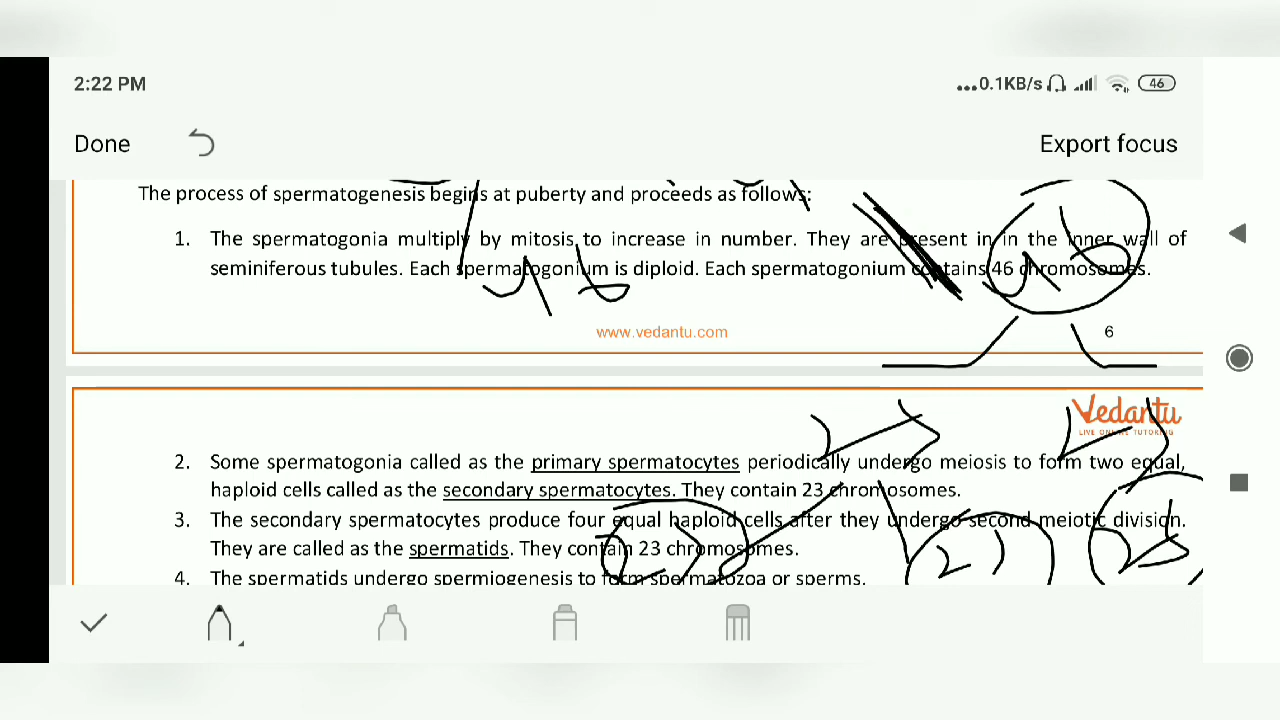 2:22 PM
...0.1KB/s 46
Done
Export focus
The process of spermatogenesis begins at puberty and proceeds as follows:
1. The spermatogonia multiply by mitosis to increase in number. They are present in in the inner wall of
seminiferous tubules. Each spermatogonium is diploid. Each spermatogonium contains 46 chromosomes.
46
46
www.vedantu.com
6
Vedantu
LIVE ONLINE TUTORING
2. Some spermatogonia called as the primary spermatocytes periodically undergo meiosis to form two equal,
haploid cells called as the secondary spermatocytes. They contain 23 chromosomes.
3. The secondary spermatocytes produce four equal haploid cells after they undergo second meiotic division.
They are called as the spermatids. They contain 23 chromosomes.
4. The spermatids undergo spermiogenesis to form spermatozoa or sperms.
23
23